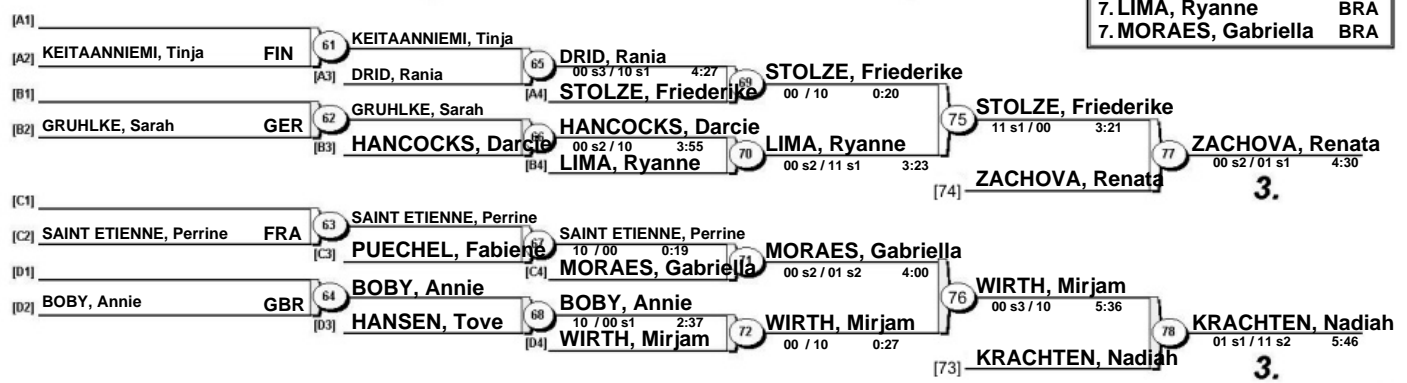 7. LIMA, Ryanne BRA
7. MORAES, Gabriella BRA
[A1]
[A2] KEITAANNIEMI, Tinja FIN
61
KEITAANNIEMI, Tinja
[A3] DRID, Rania
65
DRID, Rania
00 s3 / 10 s1 4:27
[A4] STOLZE, Friederike
69
STOLZE, Friederike
00 / 10 0:20
[B1]
[B2] GRUHLKE, Sarah GER
62
GRUHLKE, Sarah
[B3] HANCOCKS, Darcie
66
HANCOCKS, Darcie
00 s2 / 10 3:55
[B4] LIMA, Ryanne
70
LIMA, Ryanne
00 s2 / 11 s1 3:23
75
STOLZE, Friederike
11 s1 / 00 3:21
[74] ZACHOVA, Renata
77
ZACHOVA, Renata
00 s2 / 01 s1 4:30
3.
[C1]
[C2] SAINT ETIENNE, Perrine FRA
63
SAINT ETIENNE, Perrine
[C3] PUECHEL, Fabiene
67
SAINT ETIENNE, Perrine
10 / 00 0:19
[C4] MORAES, Gabriella
71
MORAES, Gabriella
00 s2 / 01 s2 4:00
[D1]
[D2] BOBY, Annie GBR
64
BOBY, Annie
[D3] HANSEN, Tove
68
BOBY, Annie
10 / 00 s1 2:37
[D4] WIRTH, Mirjam
72
WIRTH, Mirjam
00 / 10 0:27
76
WIRTH, Mirjam
00 s3 / 10 5:36
[73] KRACHTEN, Nadiah
78
KRACHTEN, Nadiah
01 s1 / 11 s2 5:46
3.